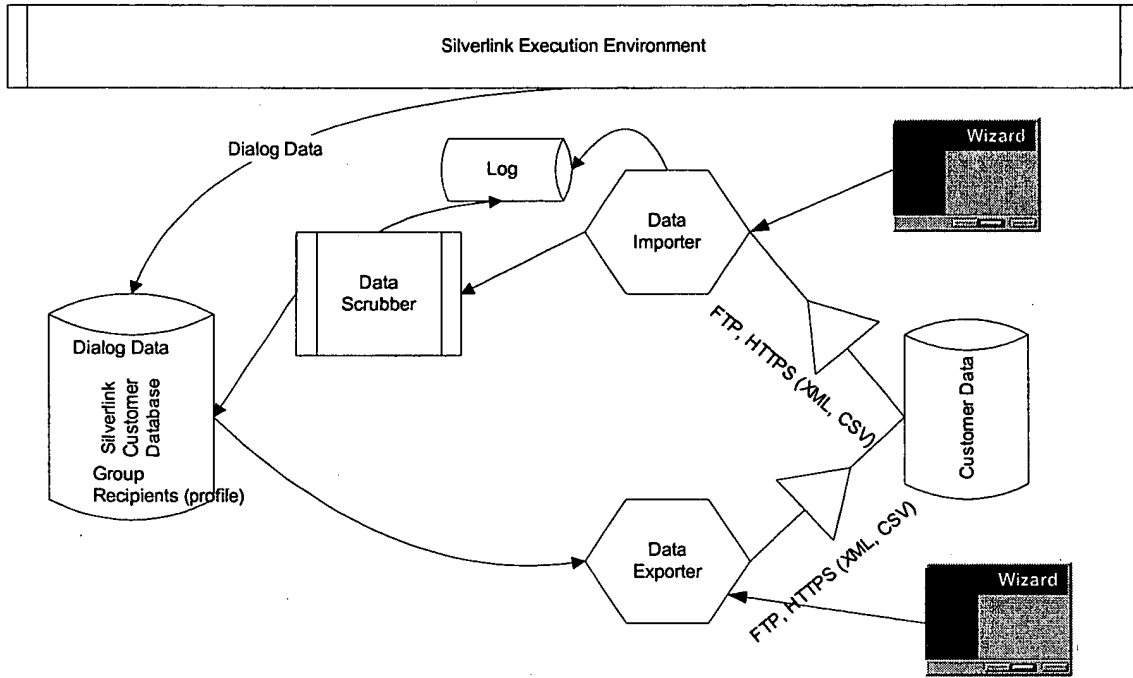 Silverlink Execution Environment
Dialog Data
Log
Wizard
Data
Importer
Data
Scrubber
FTP, HTTPS (XML, CSV)
Customer Data
Dialog Data
Silverlink
Customer
Database
Group
Recipients (profile)
Data
Exporter
FTP, HTTPS (XML, CSV)
Wizard